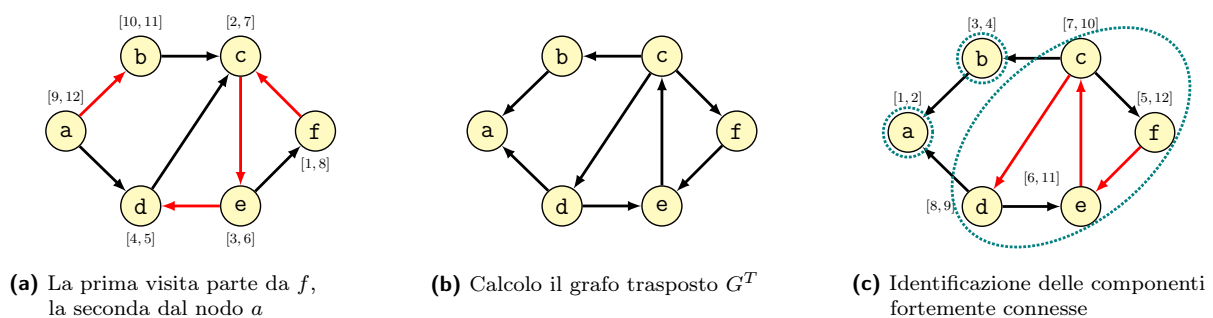 [10, 11]
[2, 7]
b
c
[9, 12]
a
f
[1, 8]
d
e
[4, 5]
[3, 6]
(a) La prima visita parte da f,
la seconda dal nodo a
b
c
a
f
d
e
(b) Calcolo il grafo trasposto G^T
[3, 4]
[7, 10]
b
c
[1, 2]
[5, 12]
a
f
[6, 11]
[8, 9]
d
e
(c) Identificazione delle componenti
fortemente connesse